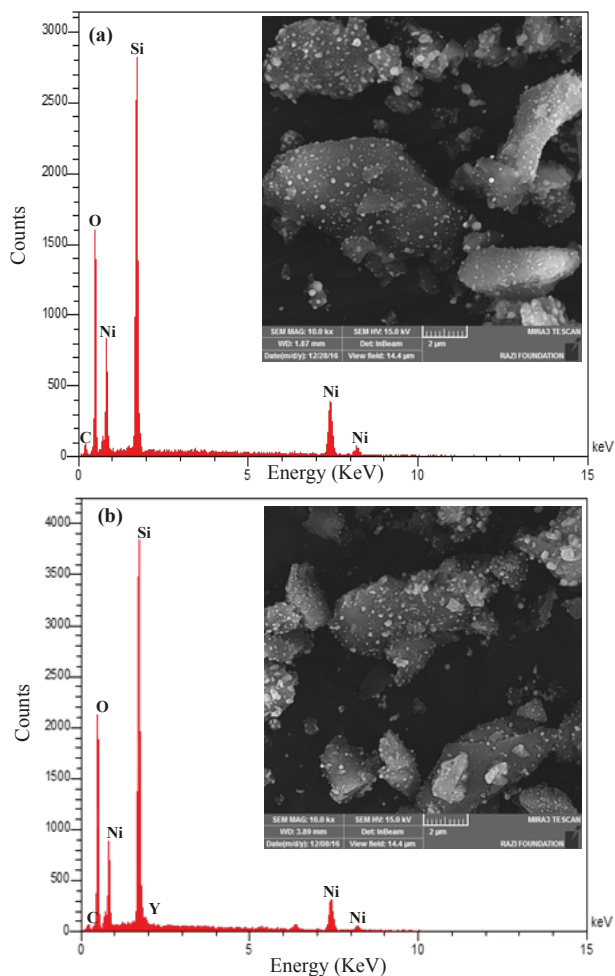 (a)
3000
2500
2000
1500
1000
500
0
Counts
Si
O
Ni
C
Ni
Ni
keV
0
5
10
15
Energy (KeV)
SEM MAG: 10.0 kx
SEM HV: 15.0 kV
WD: 1.87 mm
Det: InBeam
2 µm
MIRA3 TESCAN
Date(m/d/y): 12/28/16
View field: 14.4 µm
RAZI FOUNDATION
(b)
4000
3500
3000
2500
2000
1500
1000
500
0
Counts
Si
O
Ni
C
Y
Ni
Ni
keV
0
5
10
15
Energy (KeV)
SEM MAG: 10.0 kx
SEM HV: 15.0 kV
WD: 3.89 mm
Det: InBeam
2 µm
MIRA3 TESCAN
Date(m/d/y): 12/08/16
View field: 14.4 µm
RAZI FOUNDATION